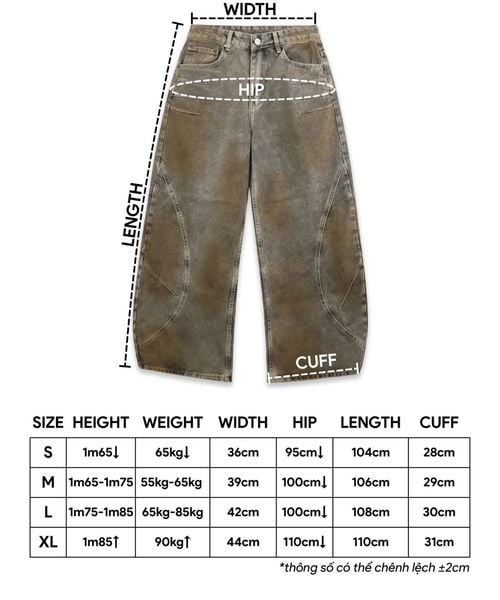 WIDTH
HIP
LENGTH
CUFF
SIZE HEIGHT WEIGHT WIDTH HIP LENGTH CUFF
S 1m65↓ 65kg↓ 36cm 95cm↓ 104cm 28cm
M 1m65-1m75 55kg-65kg 39cm 100cm↓ 106cm 29cm
L 1m75-1m85 65kg-85kg 42cm 100cm↓ 108cm 30cm
XL 1m85↑ 90kg↑ 44cm 110cm↓ 110cm 31cm
*thông số có thể chênh lệch ±2cm